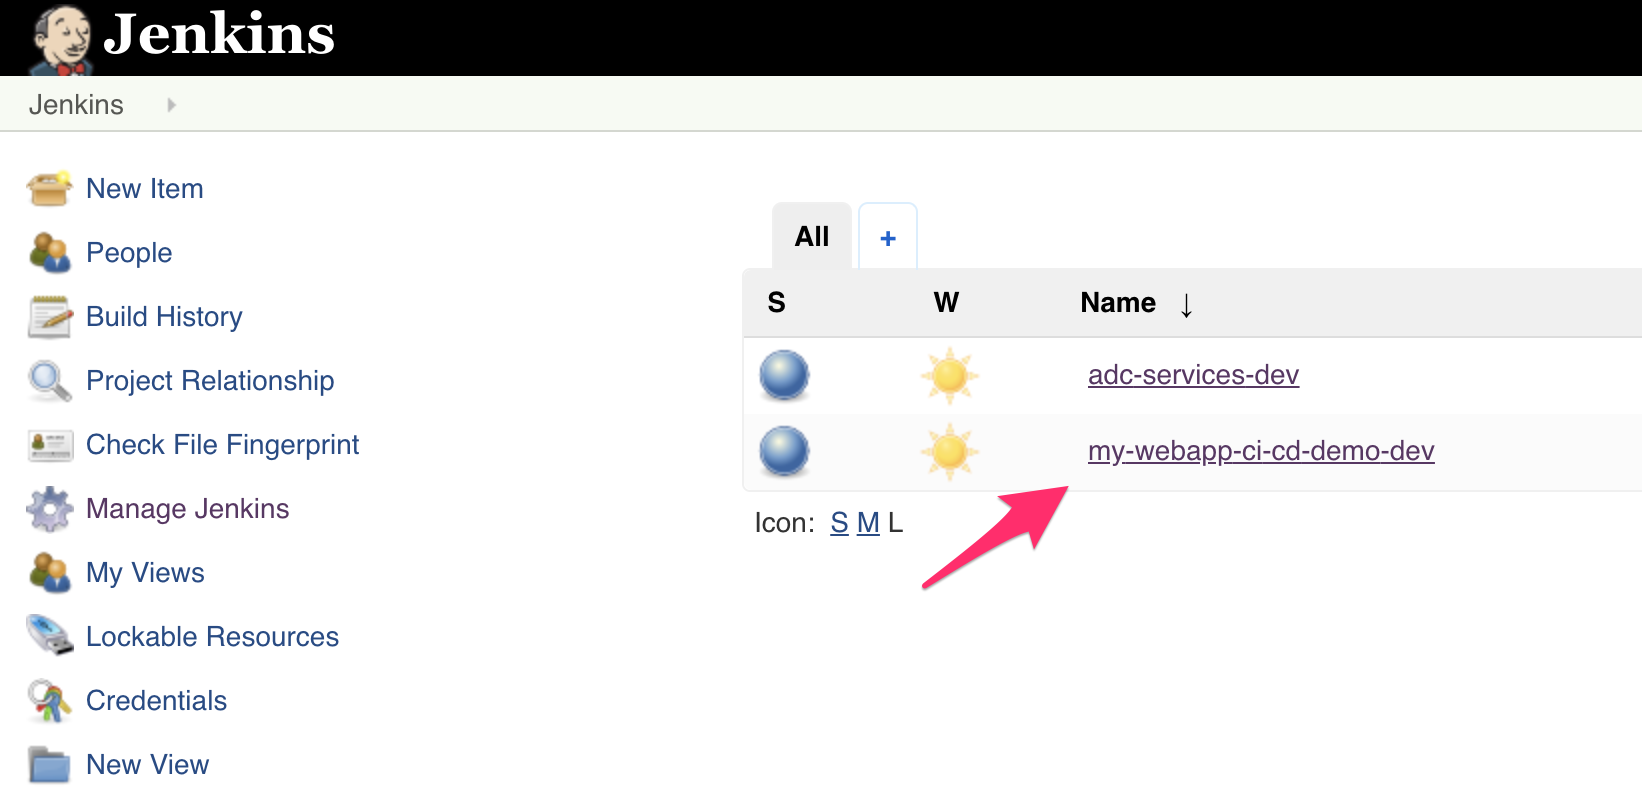 Jenkins
Jenkins
New Item
People
Build History
Project Relationship
Check File Fingerprint
Manage Jenkins
My Views
Lockable Resources
Credentials
New View
All +
S W Name ↓
adc-services-dev
my-webapp-ci-cd-demo-dev
Icon: S M L